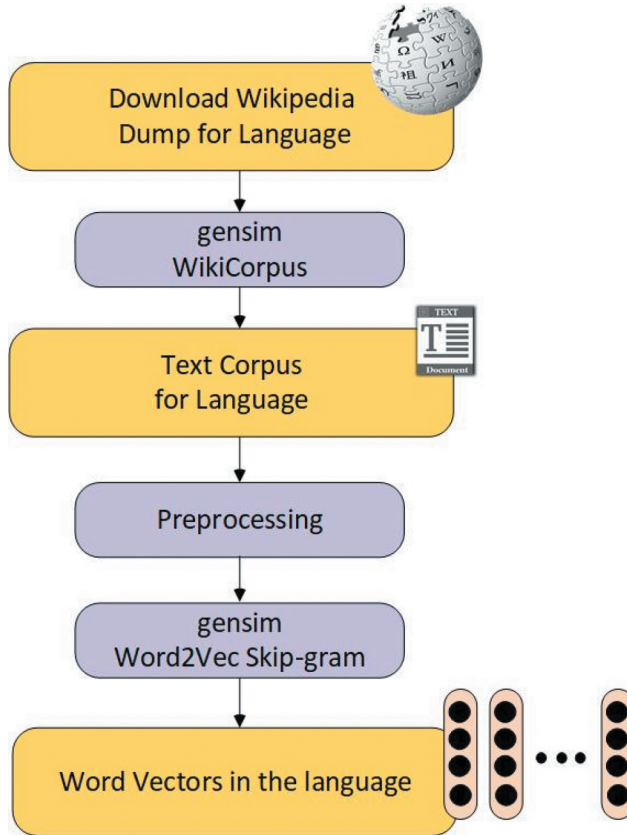 Download Wikipedia
Dump for Language
gensim
WikiCorpus
TEXT
T
Document
Text Corpus
for Language
Preprocessing
gensim
Word2Vec Skip-gram
Word Vectors in the language